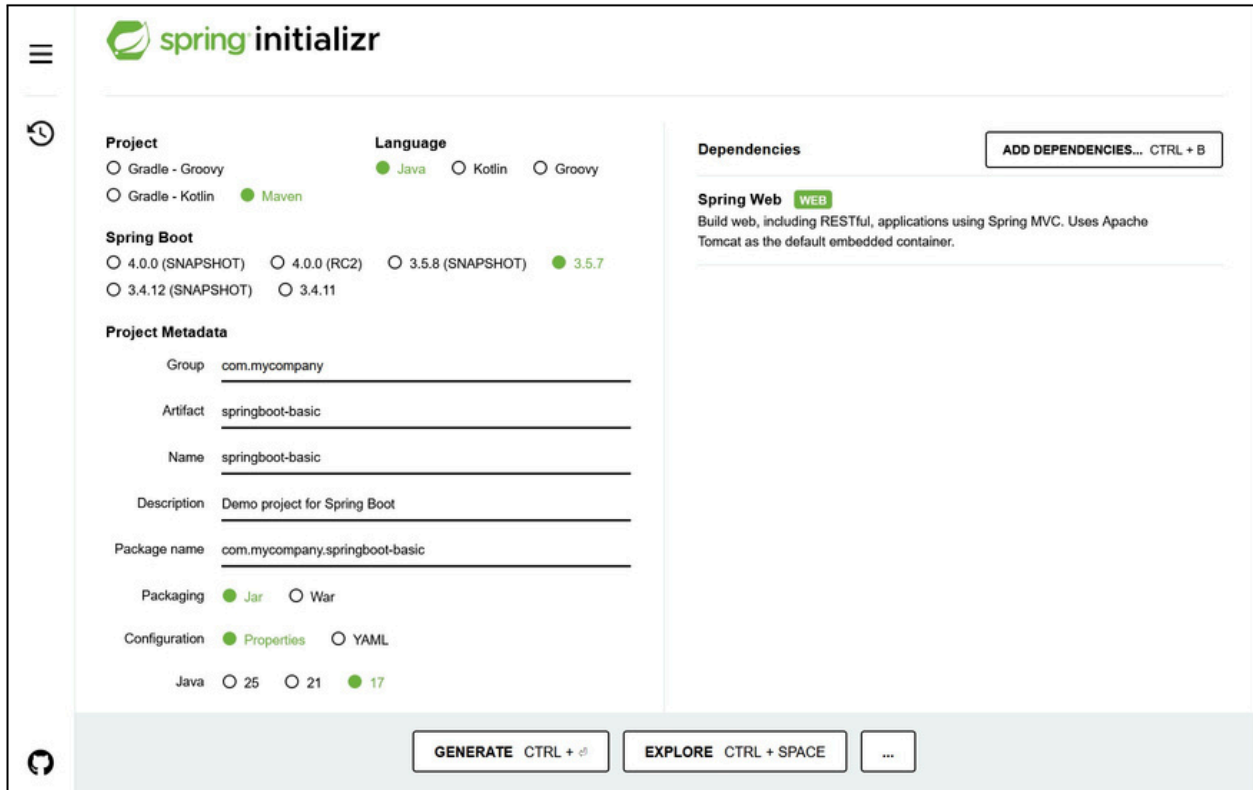 spring initializr
Project
Gradle - Groovy
Gradle - Kotlin Maven
Language
Java Kotlin Groovy
Spring Boot
4.0.0 (SNAPSHOT) 4.0.0 (RC2) 3.5.8 (SNAPSHOT) 3.5.7
3.4.12 (SNAPSHOT) 3.4.11
Project Metadata
Group com.mycompany
Artifact springboot-basic
Name springboot-basic
Description Demo project for Spring Boot
Package name com.mycompany.springboot-basic
Packaging Jar War
Configuration Properties YAML
Java 25 21 17
Dependencies ADD DEPENDENCIES... CTRL + B
Spring Web WEB
Build web, including RESTful, applications using Spring MVC. Uses Apache
Tomcat as the default embedded container.
GENERATE CTRL + ⏎ EXPLORE CTRL + SPACE ...